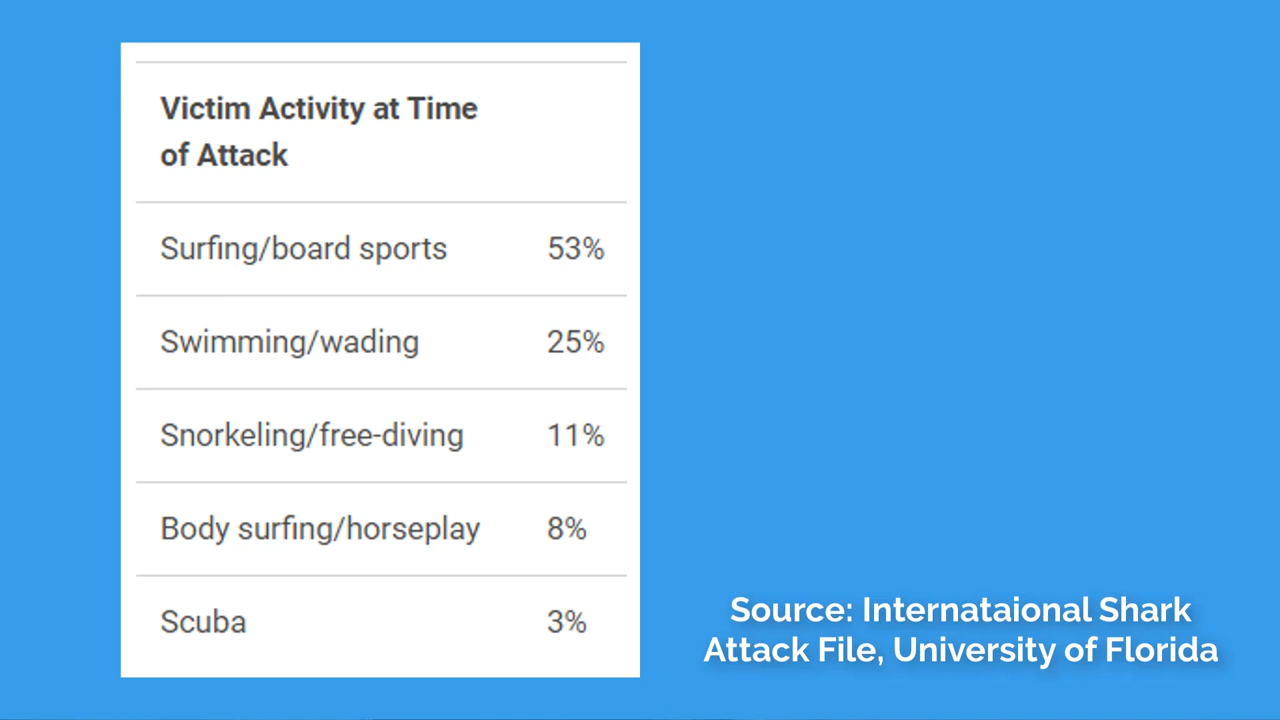 Victim Activity at Time
of Attack
Surfing/board sports 53%
Swimming/wading 25%
Snorkeling/free-diving 11%
Body surfing/horseplay 8%
Scuba 3%
Source: Internataional Shark
Attack File, University of Florida